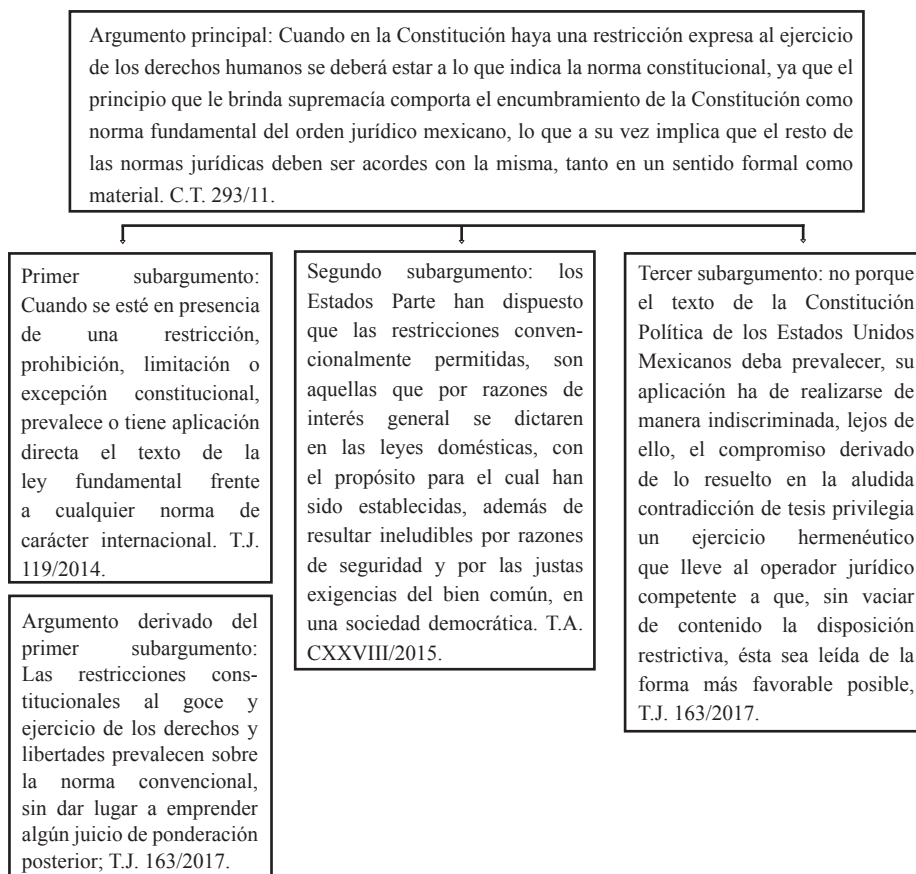 Argumento principal: Cuando en la Constitución haya una restricción expresa al ejercicio
de los derechos humanos se deberá estar a lo que indica la norma constitucional, ya que el
principio que le brinda supremacía comporta el encumbramiento de la Constitución como
norma fundamental del orden jurídico mexicano, lo que a su vez implica que el resto de
las normas jurídicas deben ser acordes con la misma, tanto en un sentido formal como
material. C.T. 293/11.
Primer subargumento:
Cuando se esté en presencia
de una restricción,
prohibición, limitación o
excepción constitucional,
prevalece o tiene aplicación
directa el texto de la
ley fundamental frente
a cualquier norma de
carácter internacional. T.J.
119/2014.
Argumento derivado del
primer subargumento:
Las restricciones cons-
titucionales al goce y
ejercicio de los derechos y
libertades prevalecen sobre
la norma convencional,
sin dar lugar a emprender
algún juicio de ponderación
posterior; T.J. 163/2017.
Segundo subargumento: los
Estados Parte han dispuesto
que las restricciones conven-
cionalmente permitidas, son
aquellas que por razones de
interés general se dictaren
en las leyes domésticas, con
el propósito para el cual han
sido establecidas, además de
resultar ineludibles por razones
de seguridad y por las justas
exigencias del bien común, en
una sociedad democrática. T.A.
CXXVIII/2015.
Tercer subargumento: no porque
el texto de la Constitución
Política de los Estados Unidos
Mexicanos deba prevalecer, su
aplicación ha de realizarse de
manera indiscriminada, lejos de
ello, el compromiso derivado
de lo resuelto en la aludida
contradicción de tesis privilegia
un ejercicio hermenéutico
que lleve al operador jurídico
competente a que, sin vaciar
de contenido la disposición
restrictiva, ésta sea leída de la
forma más favorable posible,
T.J. 163/2017.